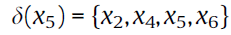 δ(x₅) = {x₂,x₄,x₅,x₆}